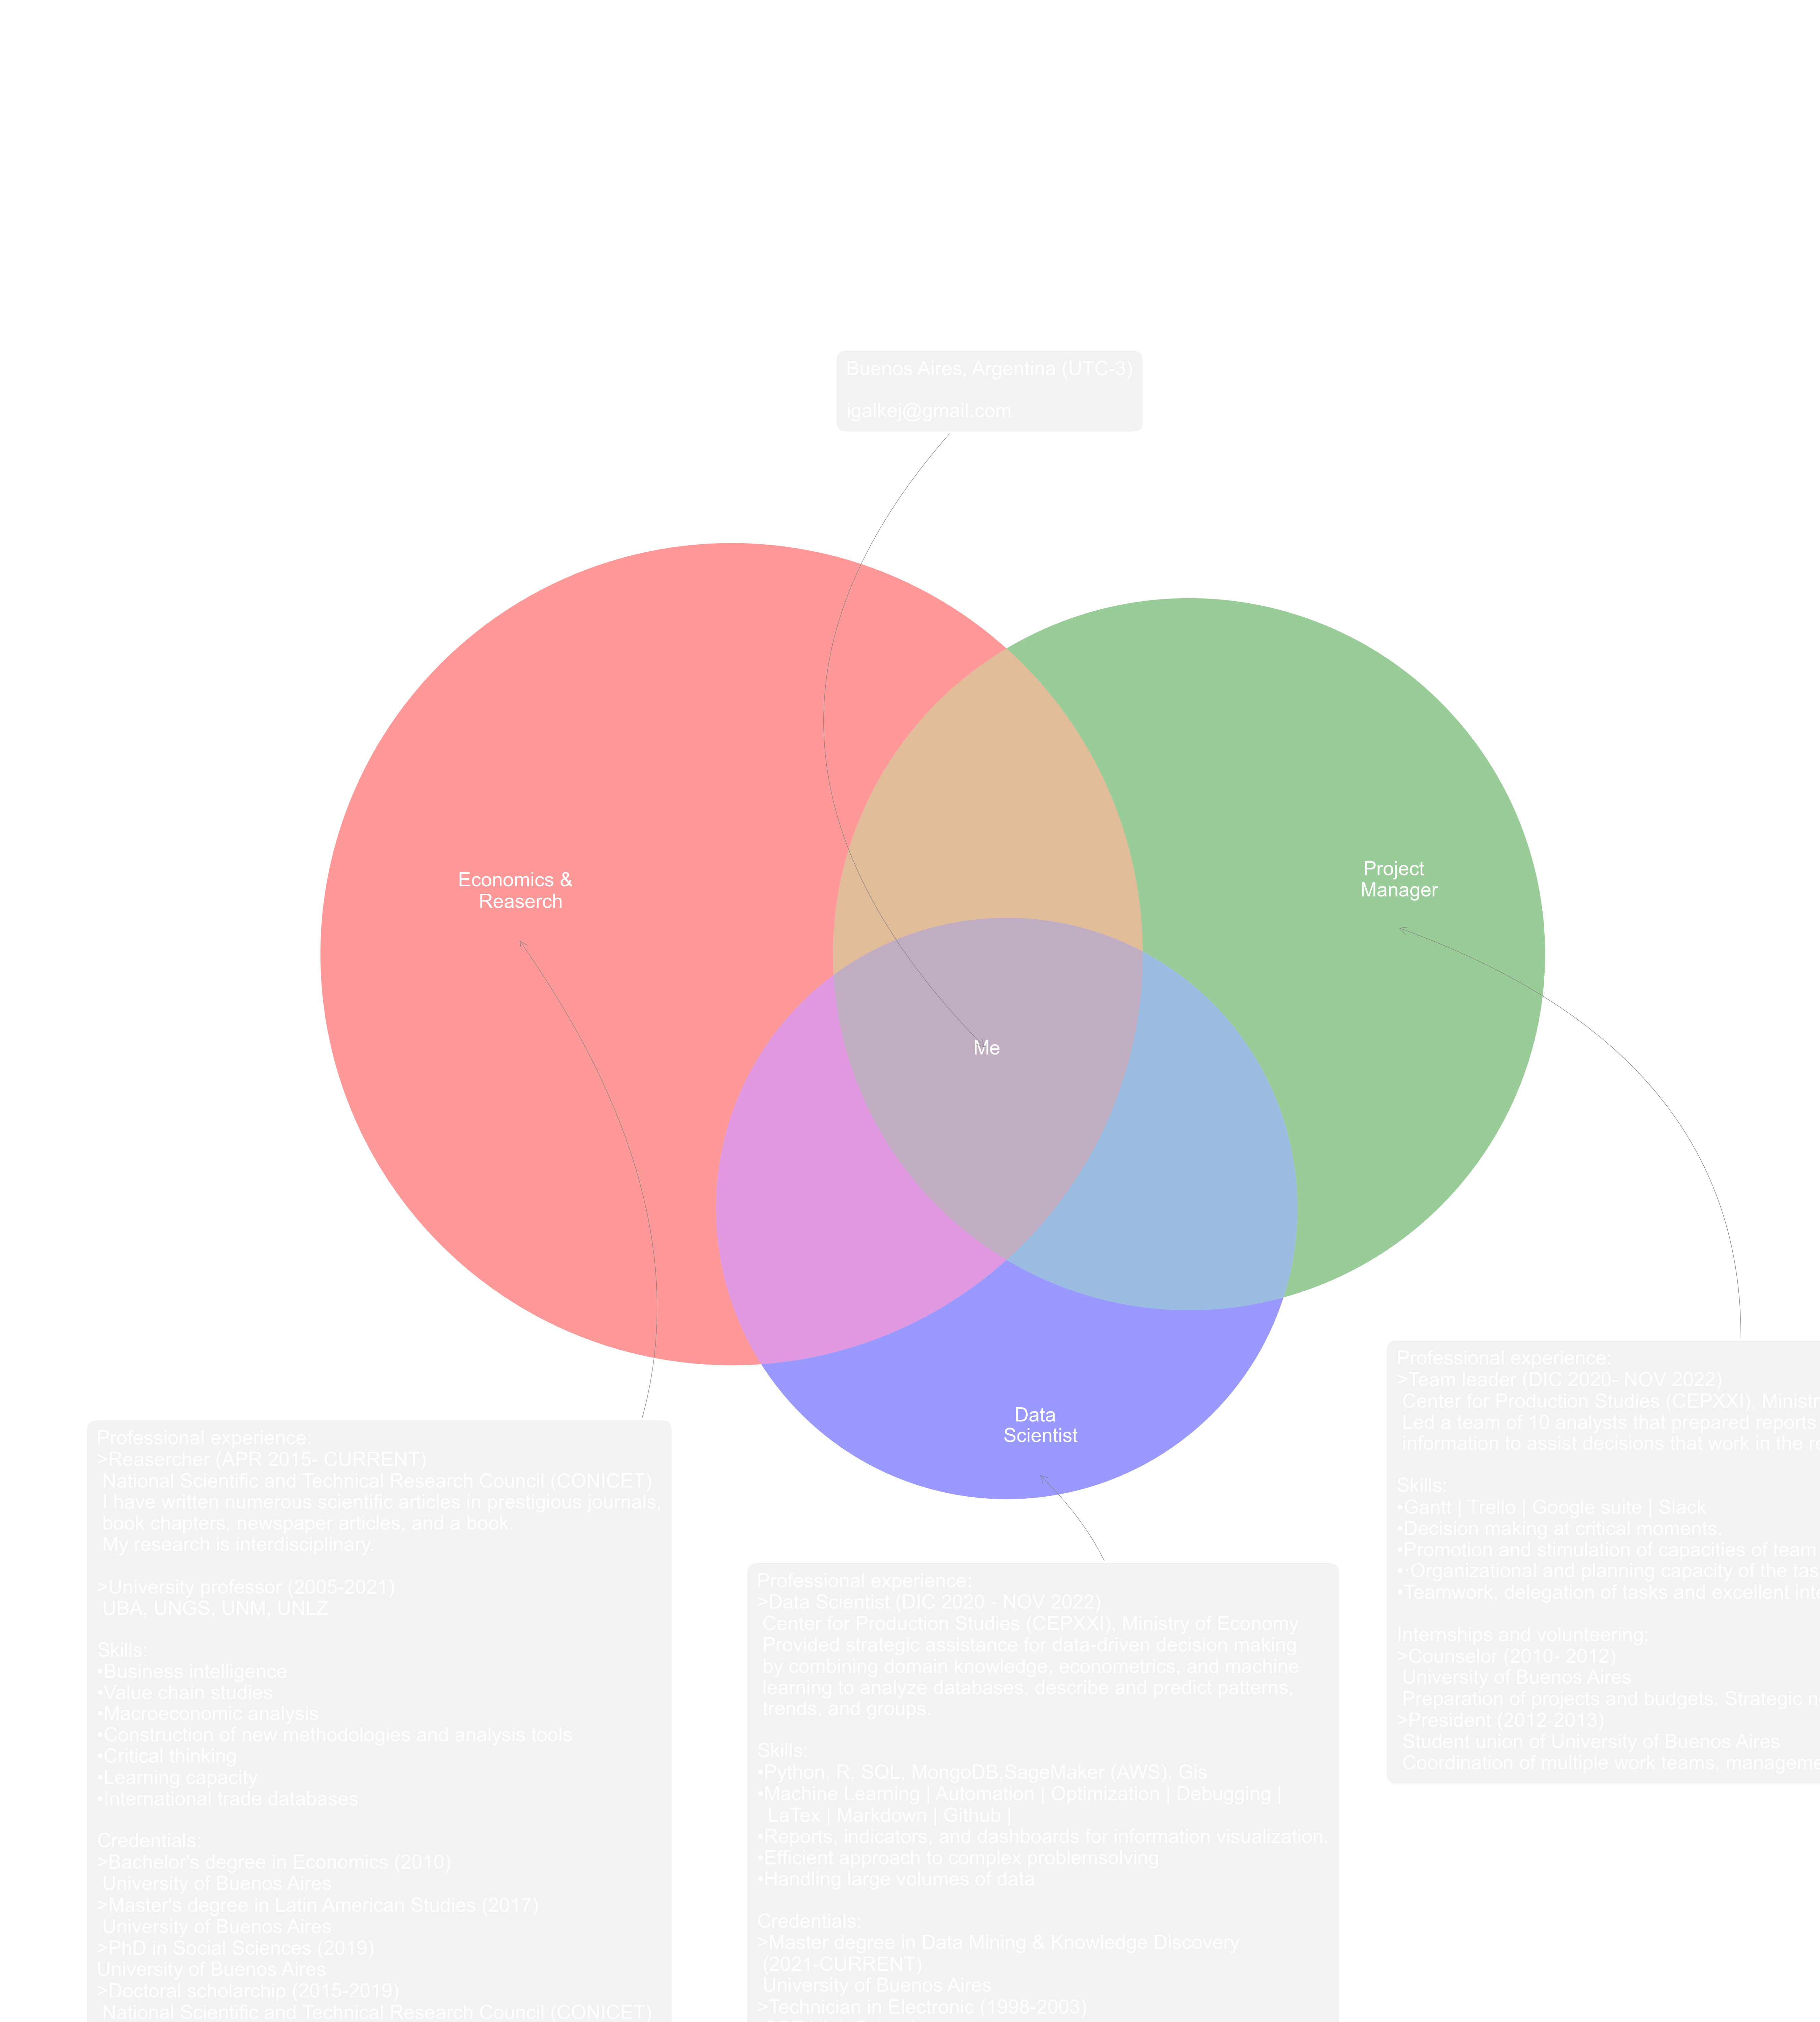 Buenos Aires, Argentina (UTC-3)
igalkej@gmail.com
Economics &
Reaserch
Project
Manager
Me
Data
Scientist
Professional experience:
>Reasercher (APR 2015- CURRENT)
National Scientific and Technical Research Council (CONICET)
I have written numerous scientific articles in prestigious journals,
book chapters, newspaper articles, and a book.
My research is interdisciplinary.
>University professor (2005-2021)
UBA, UNGS, UNM, UNLZ
Skills:
•Business intelligence
•Value chain studies
•Macroeconomic analysis
•Construction of new methodologies and analysis tools
•Critical thinking
•Learning capacity
•International trade databases
Credentials:
>Bachelor's degree in Economics (2010)
University of Buenos Aires
>Master's degree in Latin American Studies (2017)
University of Buenos Aires
>PhD in Social Sciences (2019)
University of Buenos Aires
>Doctoral scholarchip (2015-2019)
National Scientific and Technical Research Council (CONICET)
Professional experience:
>Data Scientist (DIC 2020 - NOV 2022)
Center for Production Studies (CEPXXI), Ministry of Economy
Provided strategic assistance for data-driven decision making
by combining domain knowledge, econometrics, and machine
learning to analyze databases, describe and predict patterns,
trends, and groups.
Skills:
•Python, R, SQL, MongoDB,SageMaker (AWS), Gis
•Machine Learning | Automation | Optimization | Debugging |
LaTex | Markdown | Github |
•Reports, indicators, and dashboards for information visualization.
•Efficient approach to complex problemsolving
•Handling large volumes of data
Credentials:
>Master degree in Data Mining & Knowledge Discovery
(2021-CURRENT)
University of Buenos Aires
>Technician in Electronic (1998-2003)
Professional experience:
>Team leader (DIC 2020- NOV 2022)
Center for Production Studies (CEPXXI), Ministr
Led a team of 10 analysts that prepared reports
information to assist decisions that work in the re
Skills:
•Gantt | Trello | Google suite | Slack
•Decision making at critical moments.
•Promotion and stimulation of capacities of team
•·Organizational and planning capacity of the tas
•Teamwork, delegation of tasks and excellent inte
Internships and volunteering:
>Counselor (2010- 2012)
University of Buenos Aires
Preparation of projects and budgets. Strategic n
>President (2012-2013)
Student union of University of Buenos Aires
Coordination of multiple work teams, manageme